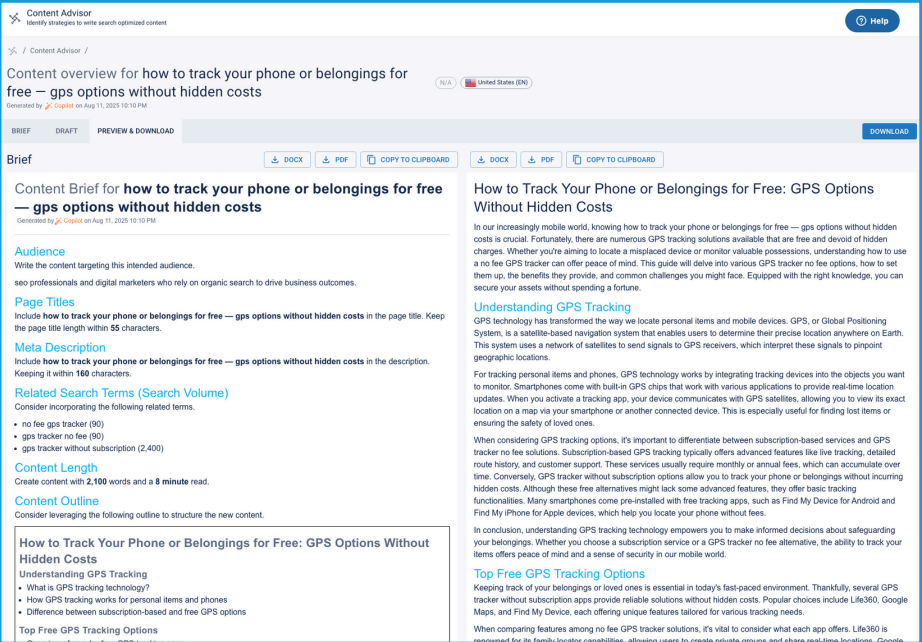 Content Advisor
Identify strategies to write search optimized content
Help
/ Content Advisor /
Content overview for how to track your phone or belongings for
free — gps options without hidden costs
N/A
United States (EN)
Generated by Copilot on Aug 11, 2025 10:10 PM
BRIEF
DRAFT
PREVIEW & DOWNLOAD
DOWNLOAD
Brief
DOCX
PDF
COPY TO CLIPBOARD
Content Brief for how to track your phone or belongings for free
— gps options without hidden costs
Generated by Copilot on Aug 11, 2025 10:10 PM
Audience
Write the content targeting this intended audience.
seo professionals and digital marketers who rely on organic search to drive business outcomes.
Page Titles
Include how to track your phone or belongings for free — gps options without hidden costs in the page title. Keep
the page title length within 55 characters.
Meta Description
Include how to track your phone or belongings for free — gps options without hidden costs in the description.
Keeping it within 160 characters.
Related Search Terms (Search Volume)
Consider incorporating the following related terms.
• no fee gps tracker (90)
• gps tracker no fee (90)
• gps tracker without subscription (2,400)
Content Length
Create content with 2,100 words and a 8 minute read.
Content Outline
Consider leveraging the following outline to structure the new content.
How to Track Your Phone or Belongings for Free: GPS Options Without
Hidden Costs
Understanding GPS Tracking
• What is GPS tracking technology?
• How GPS tracking works for personal items and phones
• Difference between subscription-based and free GPS options
Top Free GPS Tracking Options
DOCX
PDF
COPY TO CLIPBOARD
How to Track Your Phone or Belongings for Free: GPS Options
Without Hidden Costs
In our increasingly mobile world, knowing how to track your phone or belongings for free — gps options without hidden
costs is crucial. Fortunately, there are numerous GPS tracking solutions available that are free and devoid of hidden
charges. Whether you're aiming to locate a misplaced device or monitor valuable possessions, understanding how to use
a no fee GPS tracker can offer peace of mind. This guide will delve into various GPS tracker no fee options, how to set
them up, the benefits they provide, and common challenges you might face. Equipped with the right knowledge, you can
secure your assets without spending a fortune.
Understanding GPS Tracking
GPS technology has transformed the way we locate personal items and mobile devices. GPS, or Global Positioning
System, is a satellite-based navigation system that enables users to determine their precise location anywhere on Earth.
This system uses a network of satellites to send signals to GPS receivers, which interpret these signals to pinpoint
geographic locations.
For tracking personal items and phones, GPS technology works by integrating tracking devices into the objects you want
to monitor. Smartphones come with built-in GPS chips that work with various applications to provide real-time location
updates. When you activate a tracking app, your device communicates with GPS satellites, allowing you to view its exact
location on a map via your smartphone or another connected device. This is especially useful for finding lost items or
ensuring the safety of loved ones.
When considering GPS tracking options, it's important to differentiate between subscription-based services and GPS
tracker no fee solutions. Subscription-based GPS tracking typically offers advanced features like live tracking, detailed
route history, and customer support. These services usually require monthly or annual fees, which can accumulate over
time. Conversely, GPS tracker without subscription options allow you to track your phone or belongings without incurring
hidden costs. Although these free alternatives might lack some advanced features, they offer basic tracking
functionalities. Many smartphones come pre-installed with free tracking apps, such as Find My Device for Android and
Find My iPhone for Apple devices, which help you locate your phone without fees.
In conclusion, understanding GPS tracking technology empowers you to make informed decisions about safeguarding
your belongings. Whether you choose a subscription service or a GPS tracker no fee alternative, the ability to track your
items offers peace of mind and a sense of security in our mobile world.
Top Free GPS Tracking Options
Keeping track of your belongings or loved ones is essential in today's fast-paced environment. Thankfully, several GPS
tracker without subscription apps provide reliable solutions without hidden costs. Popular choices include Life360, Google
Maps, and Find My Device, each offering unique features tailored for various tracking needs.
When comparing features among no fee GPS tracker solutions, it's vital to consider what each app offers. Life360 is
renowned for its family locator capabilities, allowing users to create private groups and share real-time locations. Google